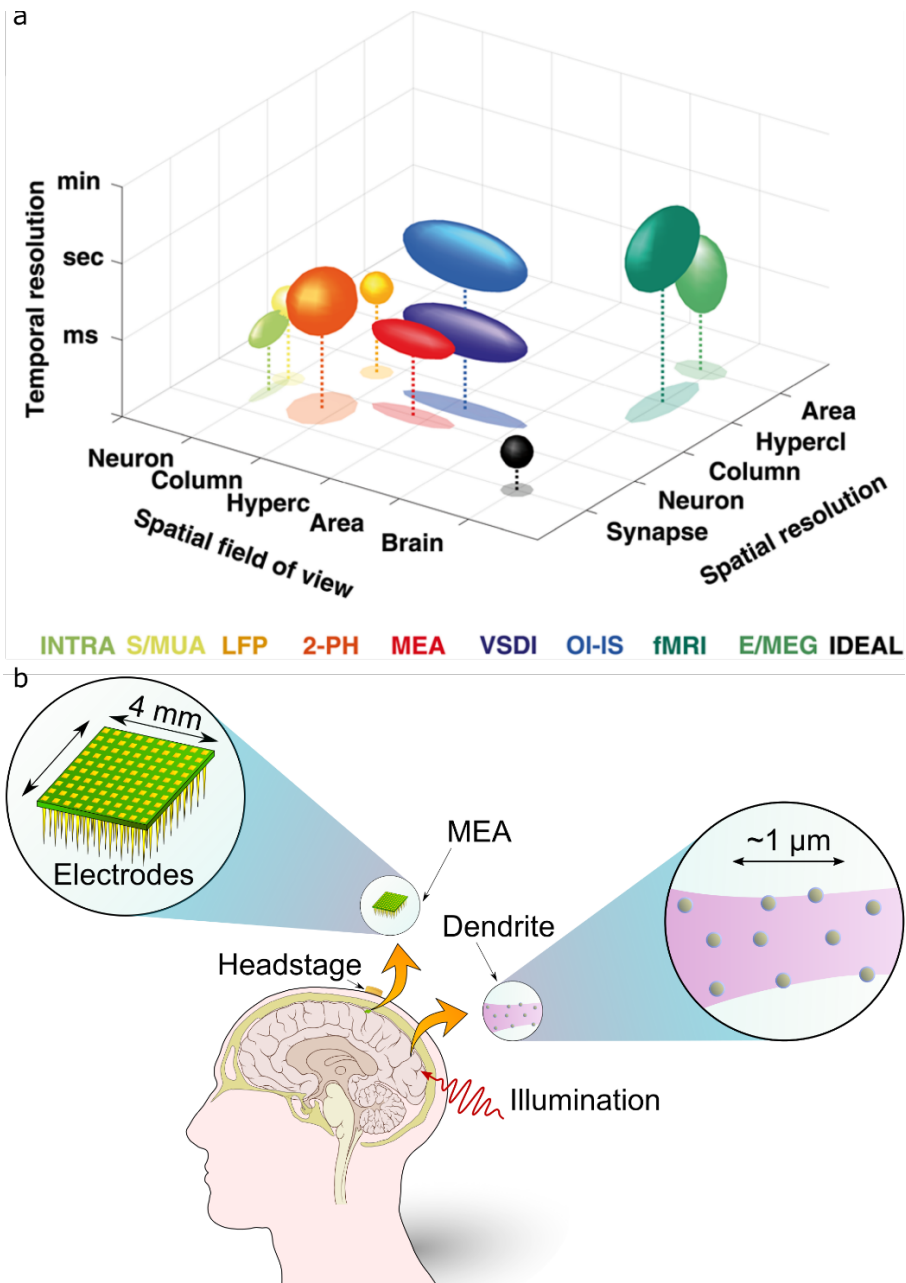 a
Temporal resolution
min
sec
ms
Neuron
Column
Hyperc
Area
Brain
Spatial field of view
Area
Hypercl
Column
Neuron
Synapse
Spatial resolution
INTRA S/MUA LFP 2-PH MEA VSDI OI-IS fMRI E/MEG IDEAL
b
4 mm
Electrodes
MEA
~1 µm
Dendrite
Headstage
Illumination